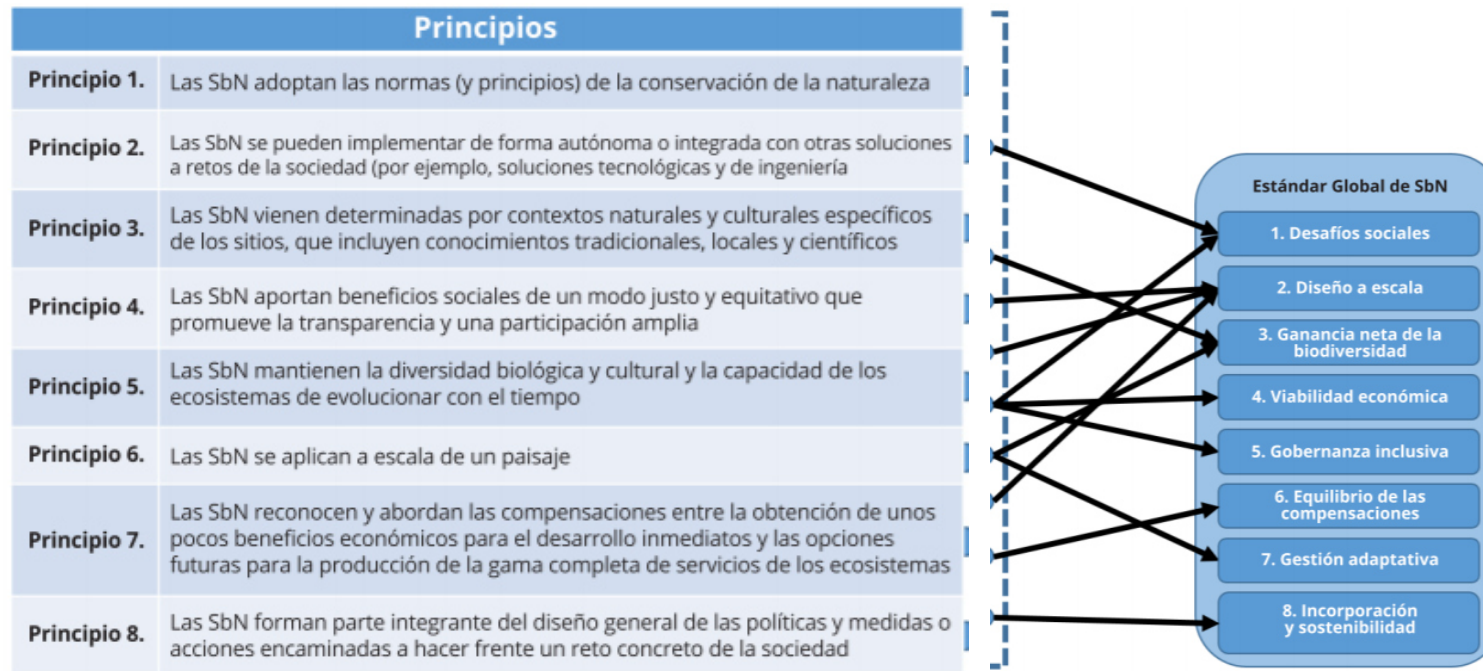 Principios
Principio 1.
Las SbN adoptan las normas (y principios) de la conservación de la naturaleza
Principio 2.
Las SbN se pueden implementar de forma autónoma o integrada con otras soluciones
a retos de la sociedad (por ejemplo, soluciones tecnológicas y de ingeniería
Principio 3.
Las SbN vienen determinadas por contextos naturales y culturales específicos
de los sitios, que incluyen conocimientos tradicionales, locales y científicos
Principio 4.
Las SbN aportan beneficios sociales de un modo justo y equitativo que
promueve la transparencia y una participación amplia
Principio 5.
Las SbN mantienen la diversidad biológica y cultural y la capacidad de los
ecosistemas de evolucionar con el tiempo
Principio 6.
Las SbN se aplican a escala de un paisaje
Principio 7.
Las SbN reconocen y abordan las compensaciones entre la obtención de unos
pocos beneficios económicos para el desarrollo inmediatos y las opciones
futuras para la producción de la gama completa de servicios de los ecosistemas
Principio 8.
Las SbN forman parte integrante del diseño general de las políticas y medidas o
acciones encaminadas a hacer frente un reto concreto de la sociedad
Estándar Global de SbN
1. Desafíos sociales
2. Diseño a escala
3. Ganancia neta de la
biodiversidad
4. Viabilidad económica
5. Gobernanza inclusiva
6. Equilibrio de las
compensaciones
7. Gestión adaptativa
8. Incorporación
y sostenibilidad